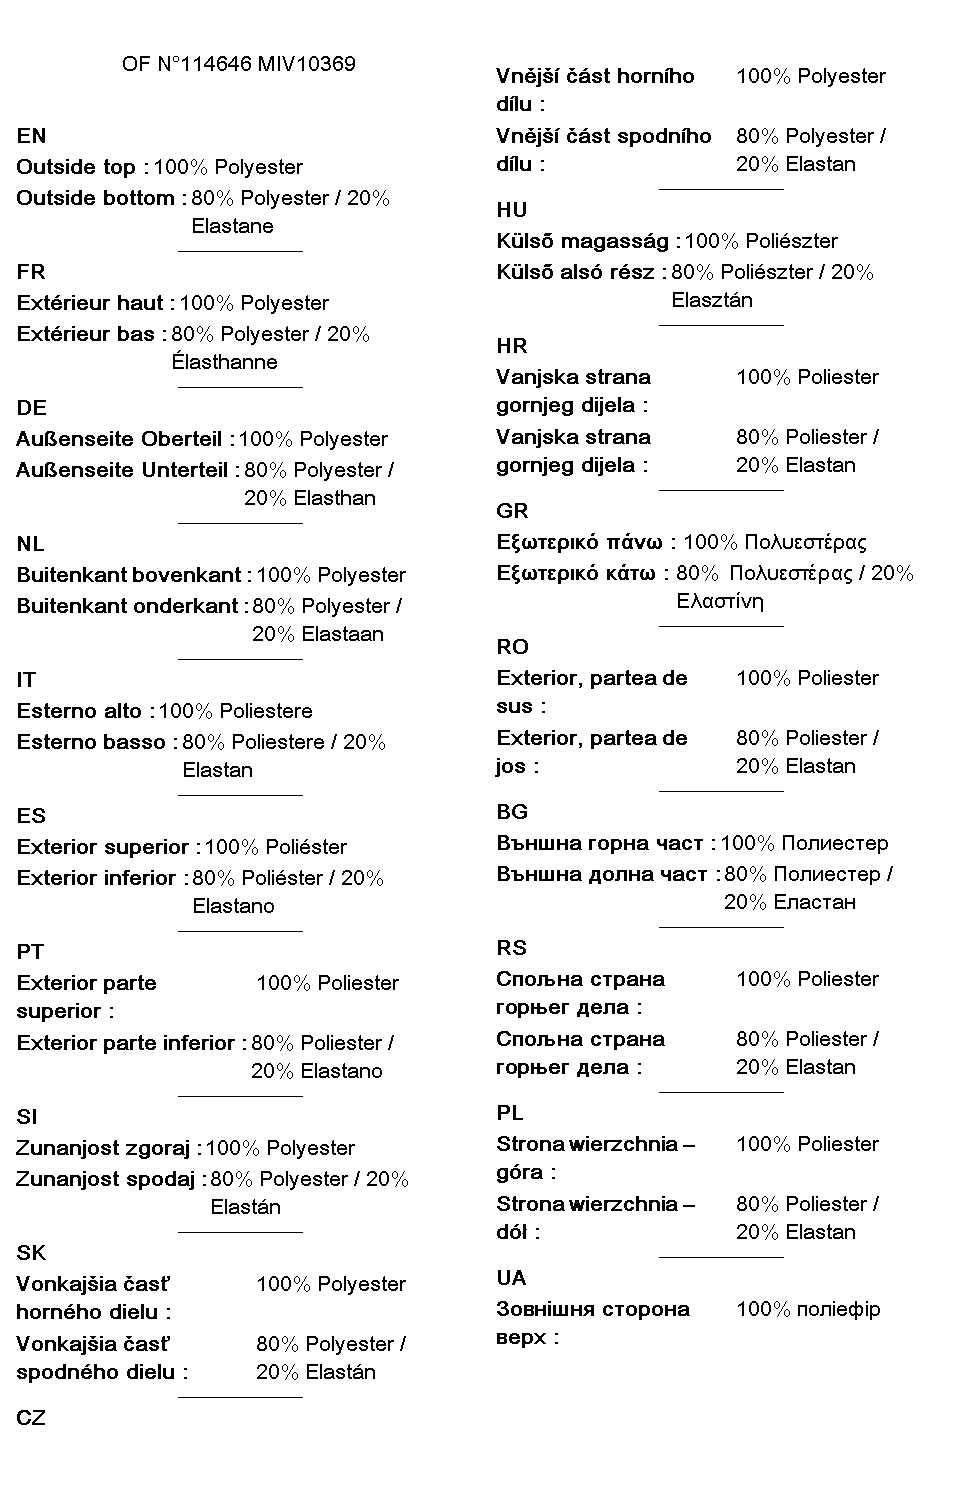 OF N°114646 MIV10369
EN
Outside top : 100% Polyester
Outside bottom : 80% Polyester / 20%
Elastane
FR
Extérieur haut : 100% Polyester
Extérieur bas : 80% Polyester / 20%
Élasthanne
DE
Außenseite Oberteil : 100% Polyester
Außenseite Unterteil : 80% Polyester /
20% Elasthan
NL
Buitenkant bovenkant : 100% Polyester
Buitenkant onderkant : 80% Polyester /
20% Elastaan
IT
Esterno alto : 100% Poliestere
Esterno basso : 80% Poliestere / 20%
Elastan
ES
Exterior superior : 100% Poliéster
Exterior inferior : 80% Poliéster / 20%
Elastano
PT
Exterior parte 100% Poliester
superior :
Exterior parte inferior : 80% Poliester /
20% Elastano
SI
Zunanjost zgoraj : 100% Polyester
Zunanjost spodaj : 80% Polyester / 20%
Elastán
SK
Vonkajšia časť 100% Polyester
horného dielu :
Vonkajšia časť 80% Polyester /
spodného dielu : 20% Elastán
CZ
Vnější část horního 100% Polyester
dílu :
Vnější část spodního 80% Polyester /
dílu : 20% Elastan
HU
Külső magasság : 100% Poliészter
Külső alsó rész : 80% Poliészter / 20%
Elasztán
HR
Vanjska strana 100% Poliester
gornjeg dijela :
Vanjska strana 80% Poliester /
gornjeg dijela : 20% Elastan
GR
Εξωτερικό πάνω : 100% Πολυεστέρας
Εξωτερικό κάτω : 80% Πολυεστέρας / 20%
Ελαστίνη
RO
Exterior, partea de 100% Poliester
sus :
Exterior, partea de 80% Poliester /
jos : 20% Elastan
BG
Външна горна част : 100% Полиестер
Външна долна част : 80% Полиестер /
20% Еластан
RS
Спољна страна 100% Poliester
горњег дела :
Спољна страна 80% Poliester /
горњег дела : 20% Elastan
PL
Strona wierzchnia – 100% Poliester
góra :
Strona wierzchnia – 80% Poliester /
dół : 20% Elastan
UA
Зовнішня сторона 100% поліефір
верх :